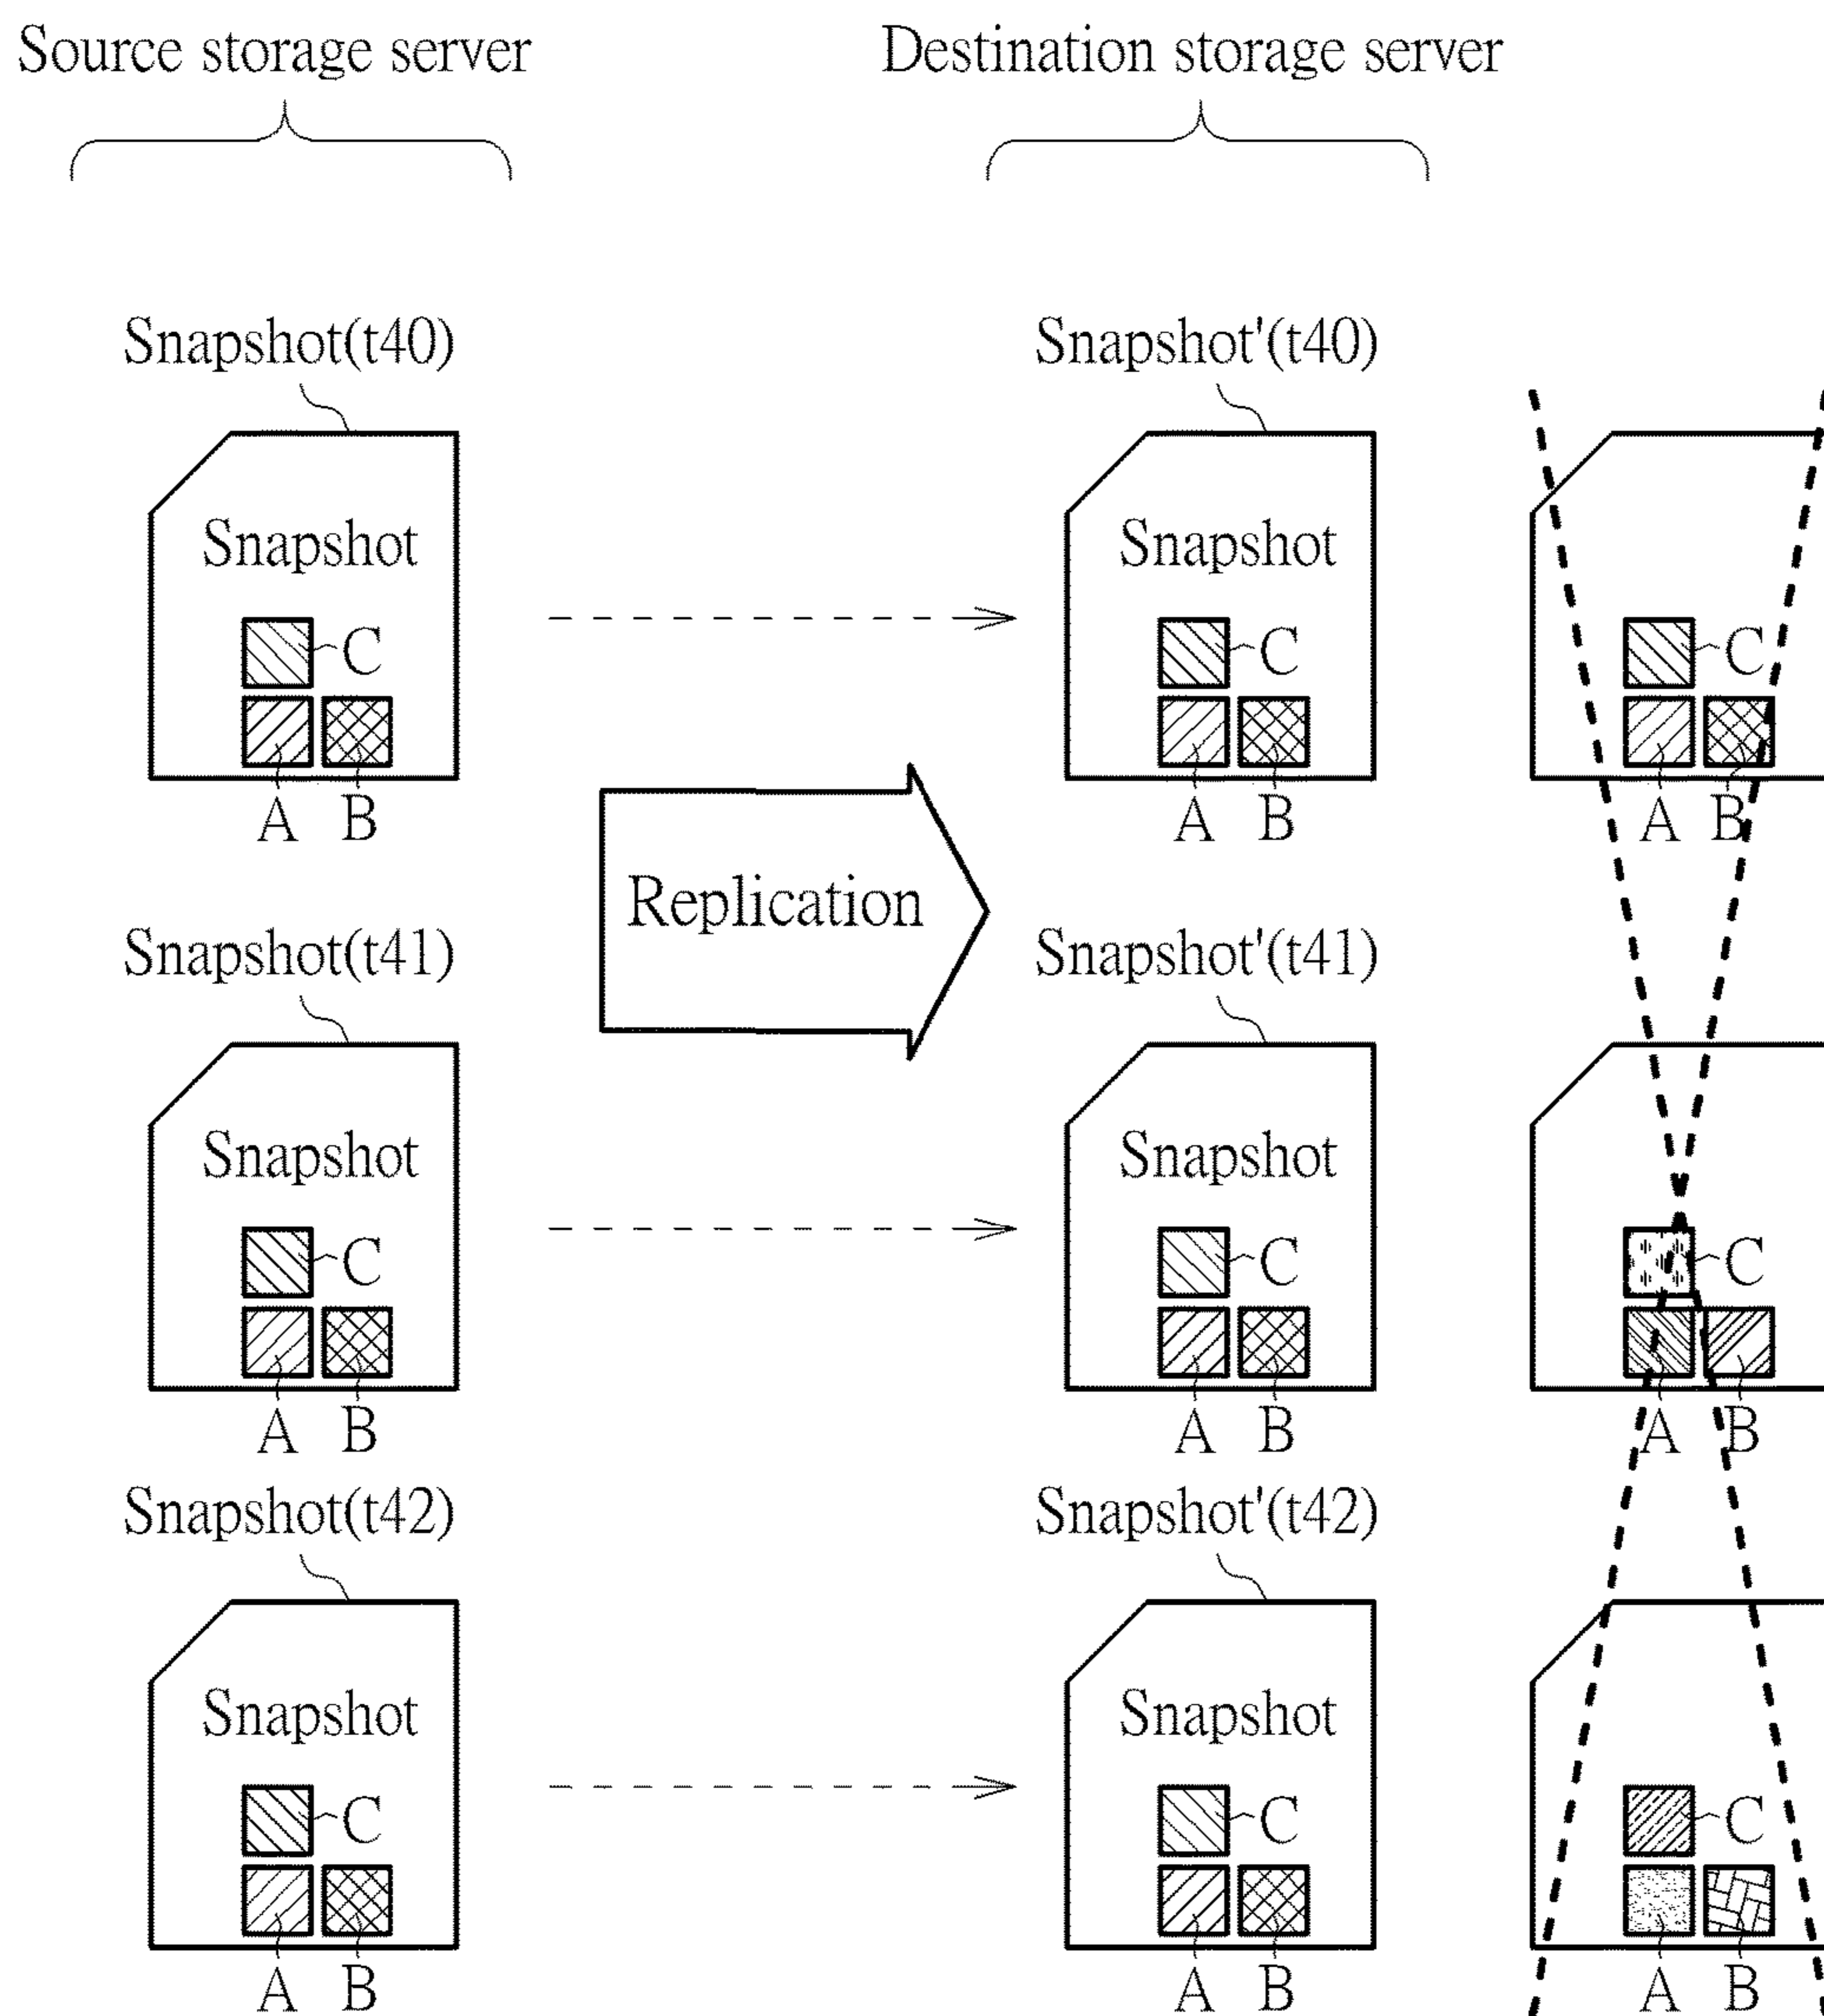 Source storage server Destination storage server
Snapshot(t40) Snapshot'(t40)
Snapshot Snapshot
C C C
A B A B A B
Replication
Snapshot(t41) Snapshot'(t41)
Snapshot Snapshot
C C C
A B A B A B
Snapshot(t42) Snapshot'(t42)
Snapshot Snapshot
C C C
A B A B A B